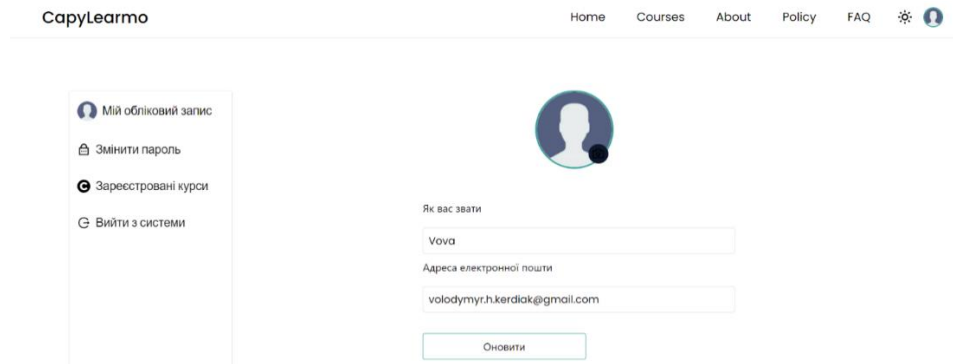 CapyLearmo
Home Courses About Policy FAQ
Мій обліковий запис
Змінити пароль
Зареєстровані курси
Вийти з системи
Як вас звати
Vova
Адреса електронної пошти
volodymyr.h.kerdiak@gmail.com
Оновити